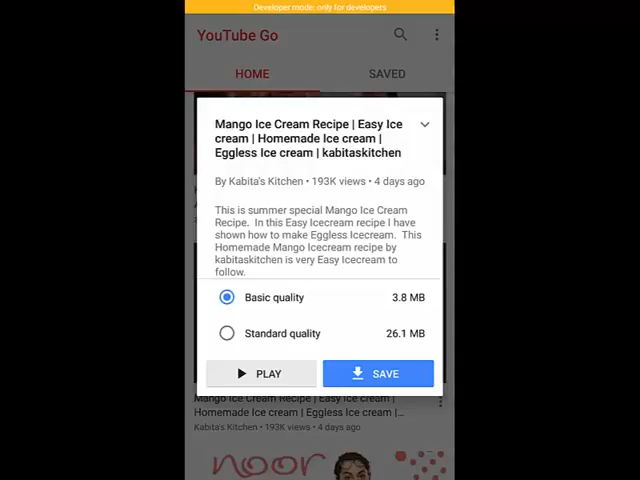 Developer mode: only for developers
YouTube Go
HOME
SAVED
Mango Ice Cream Recipe | Easy Ice
cream | Homemade Ice cream |
Eggless Ice cream | kabitaskitchen
By Kabita's Kitchen • 193K views • 4 days ago
This is summer special Mango Ice Cream
Recipe. In this Easy Icecream recipe I have
shown how to make Eggless Icecream. This
Homemade Mango Icecream recipe by
kabitaskitchen is very Easy Icecream to
follow.
Basic quality 3.8 MB
Standard quality 26.1 MB
PLAY
SAVE
Mango Ice Cream Recipe | Easy Ice
Homemade Ice cream | Eggless Ice cream |...
Kabita's Kitchen • 193K views • 4 days ago
noor